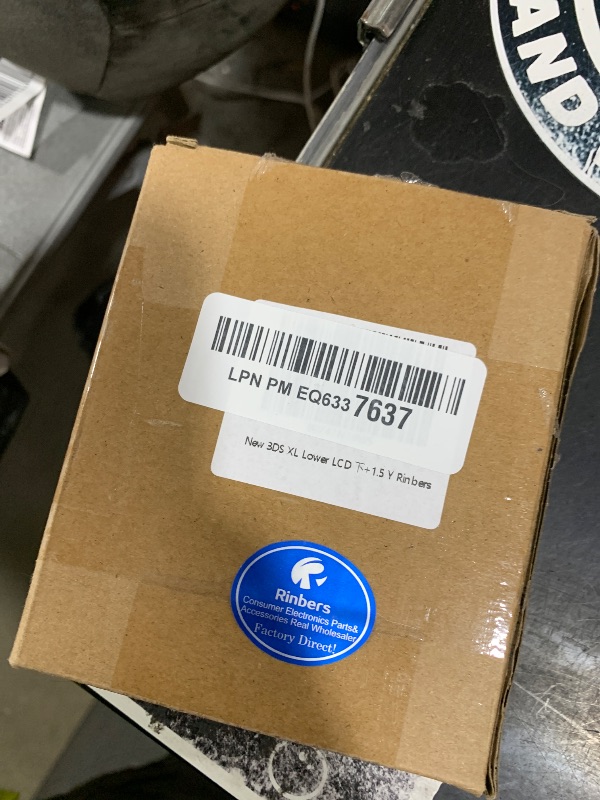 AND
LPN PM EQ6337637
New 3DS XL Lower LCD 下+1.5 Y Rinbers
Rinbers
Consumer Electronics Parts&
Accessories Real Wholesaler
Factory Direct!